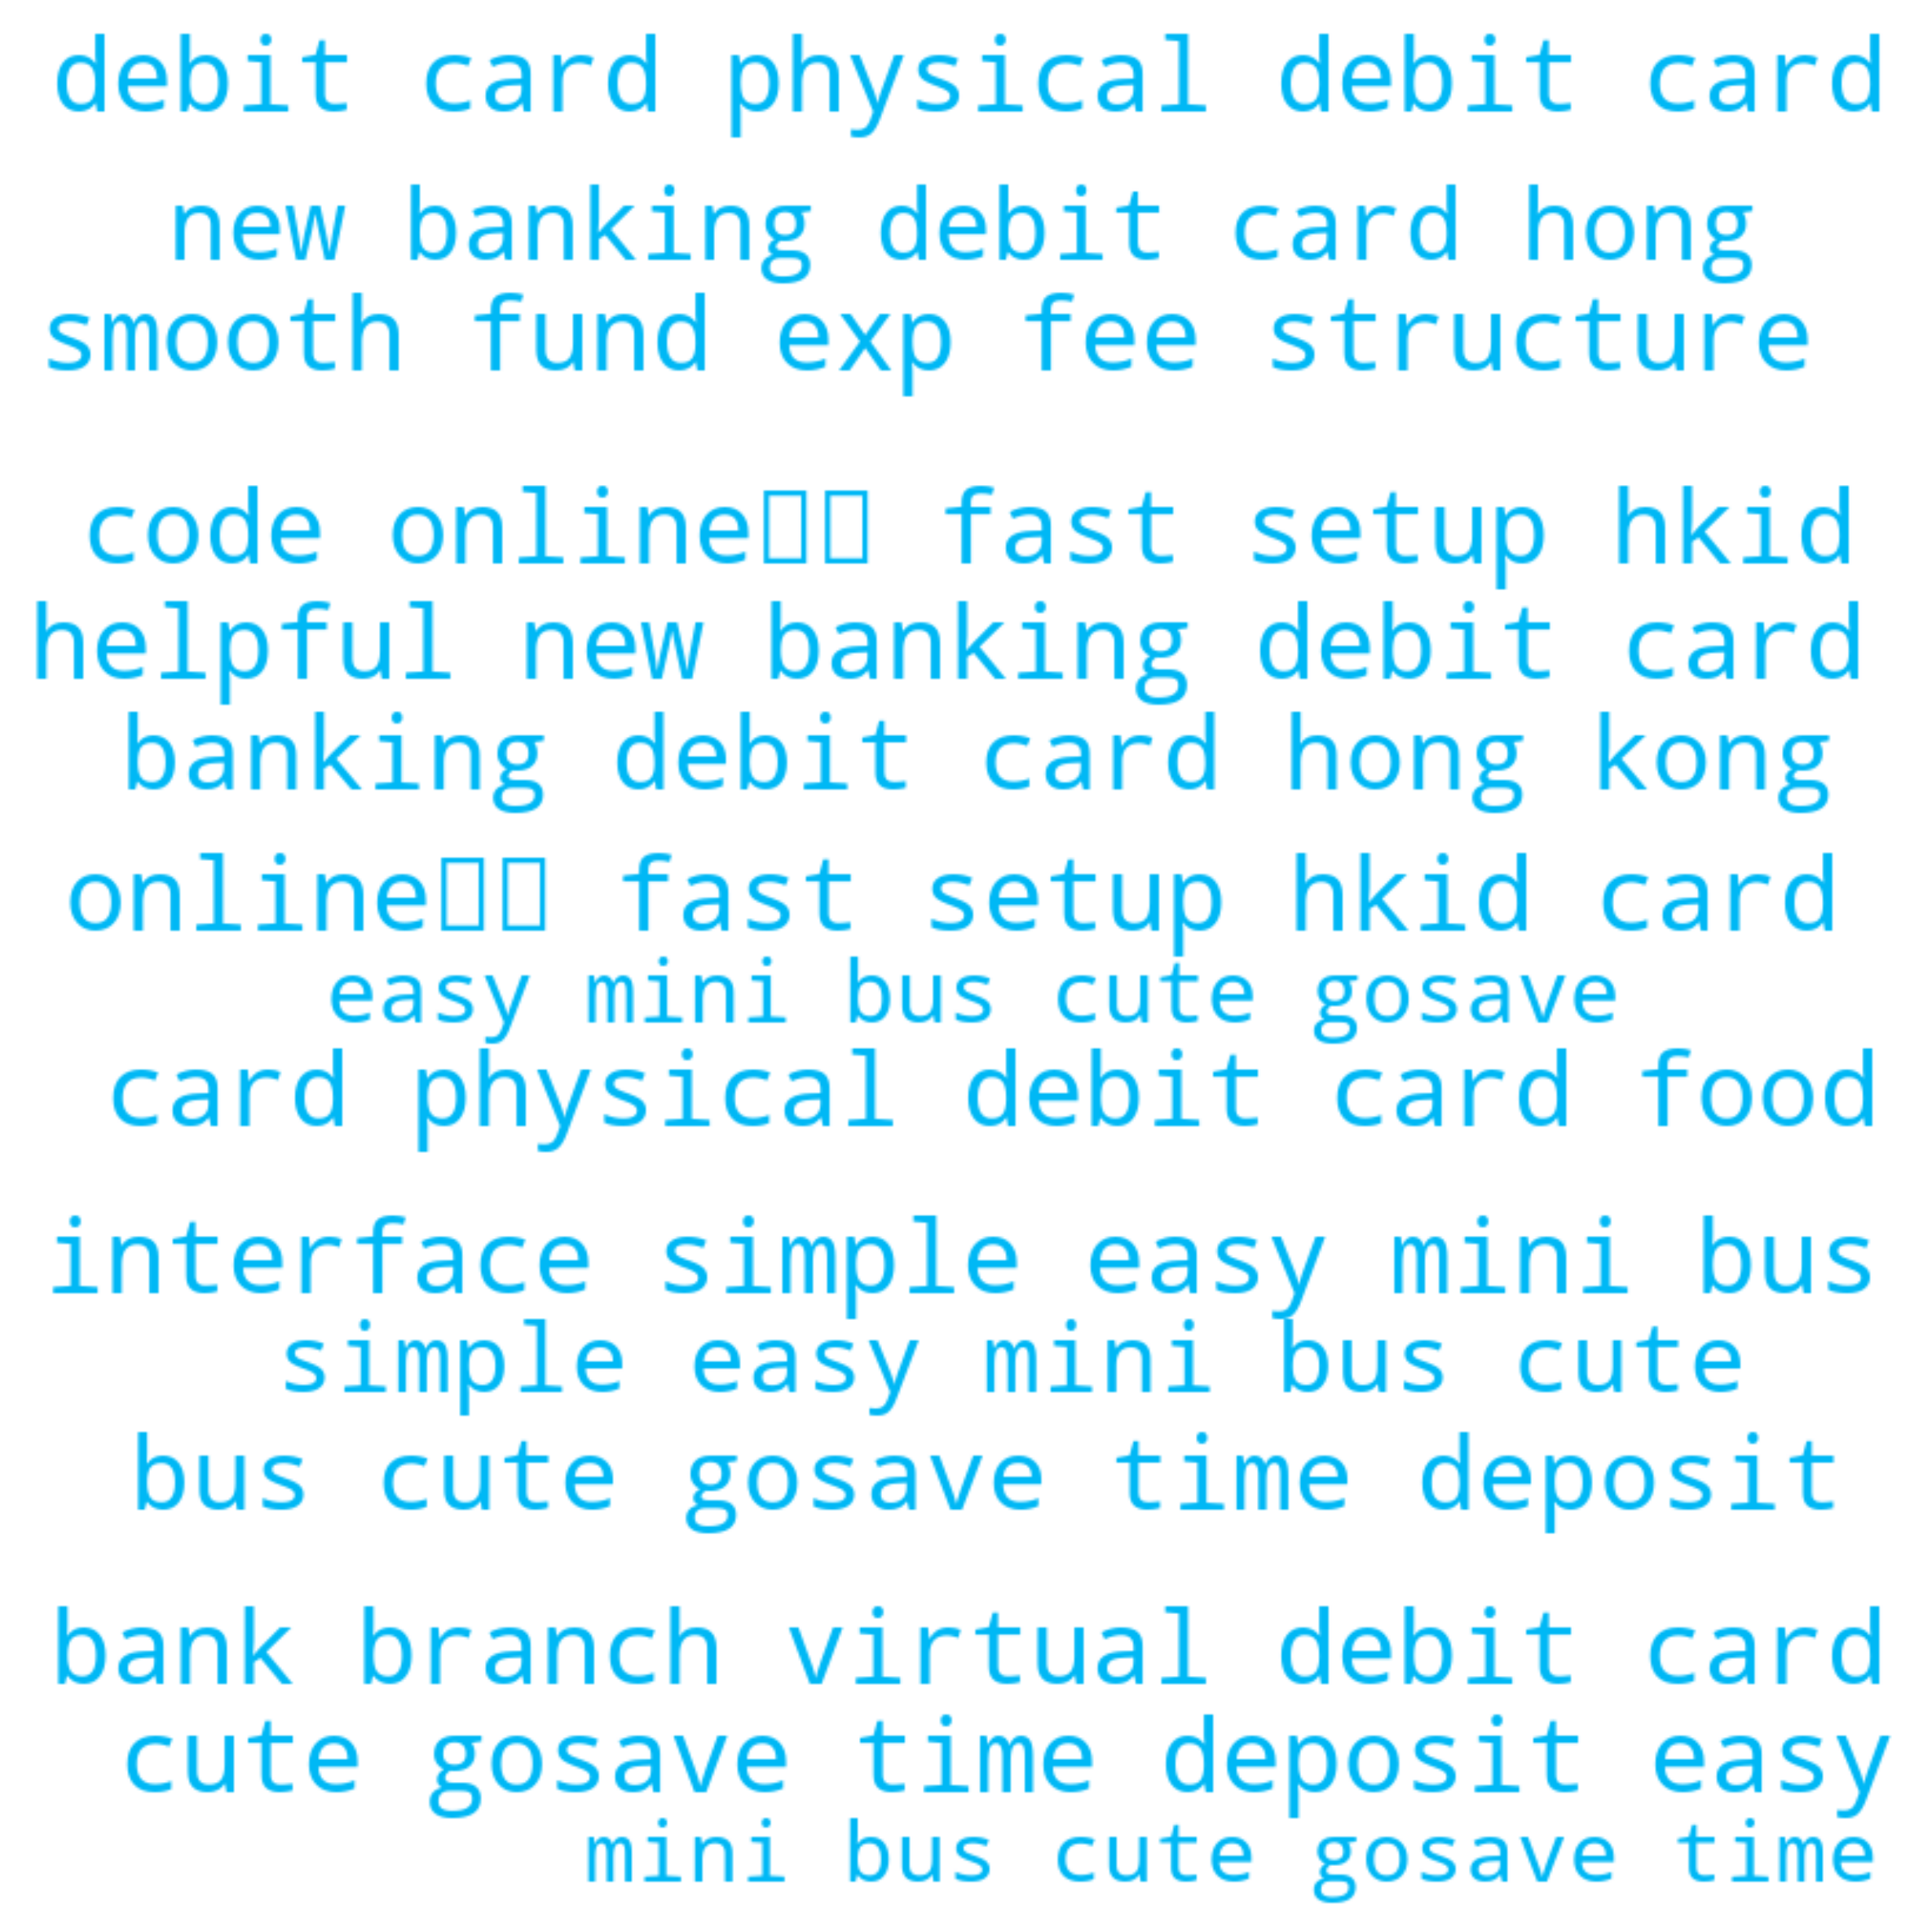 debit card physical debit card
new banking debit card hong
smooth fund exp fee structure
code online▯▯ fast setup hkid
helpful new banking debit card
banking debit card hong kong
online▯▯ fast setup hkid card
easy mini bus cute gosave
card physical debit card food
interface simple easy mini bus
simple easy mini bus cute
bus cute gosave time deposit
bank branch virtual debit card
cute gosave time deposit easy
mini bus cute gosave time